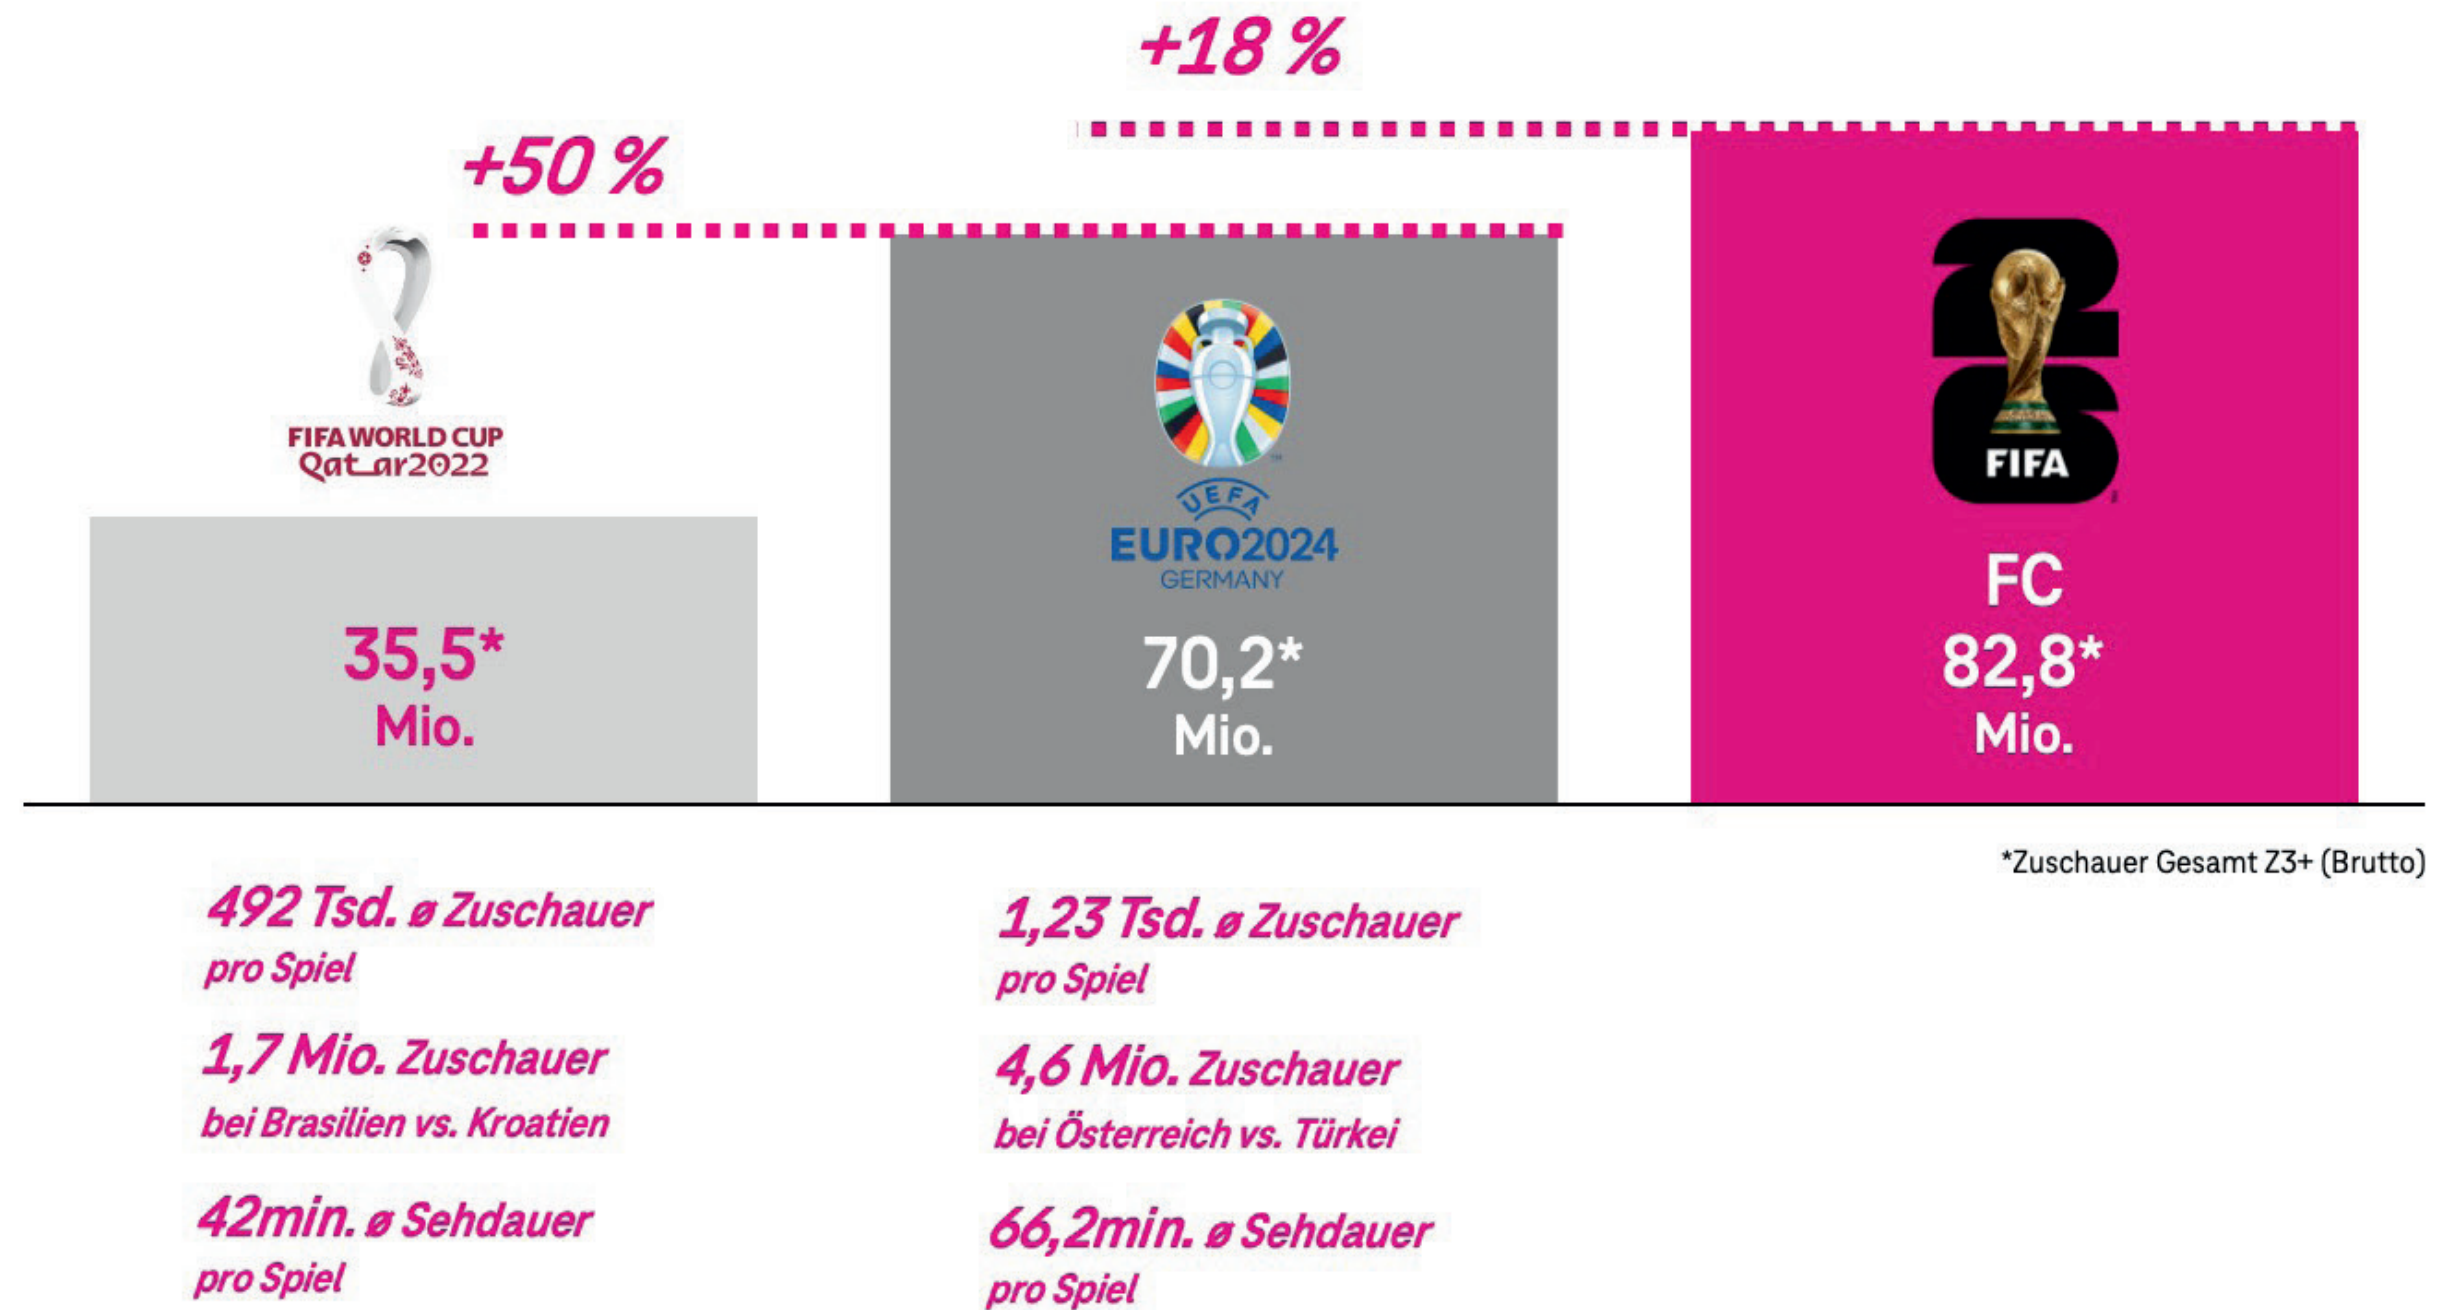 +18 %
+50 %
FIFA WORLD CUP
Qatar2022
35,5*
Mio.
UEFA
EURO2024
GERMANY
™
70,2*
Mio.
26
FIFA
FC
82,8*
Mio.
*Zuschauer Gesamt Z3+ (Brutto)
492 Tsd. ø Zuschauer
pro Spiel
1,7 Mio. Zuschauer
bei Brasilien vs. Kroatien
42min. ø Sehdauer
pro Spiel
1,23 Tsd. ø Zuschauer
pro Spiel
4,6 Mio. Zuschauer
bei Österreich vs. Türkei
66,2min. ø Sehdauer
pro Spiel